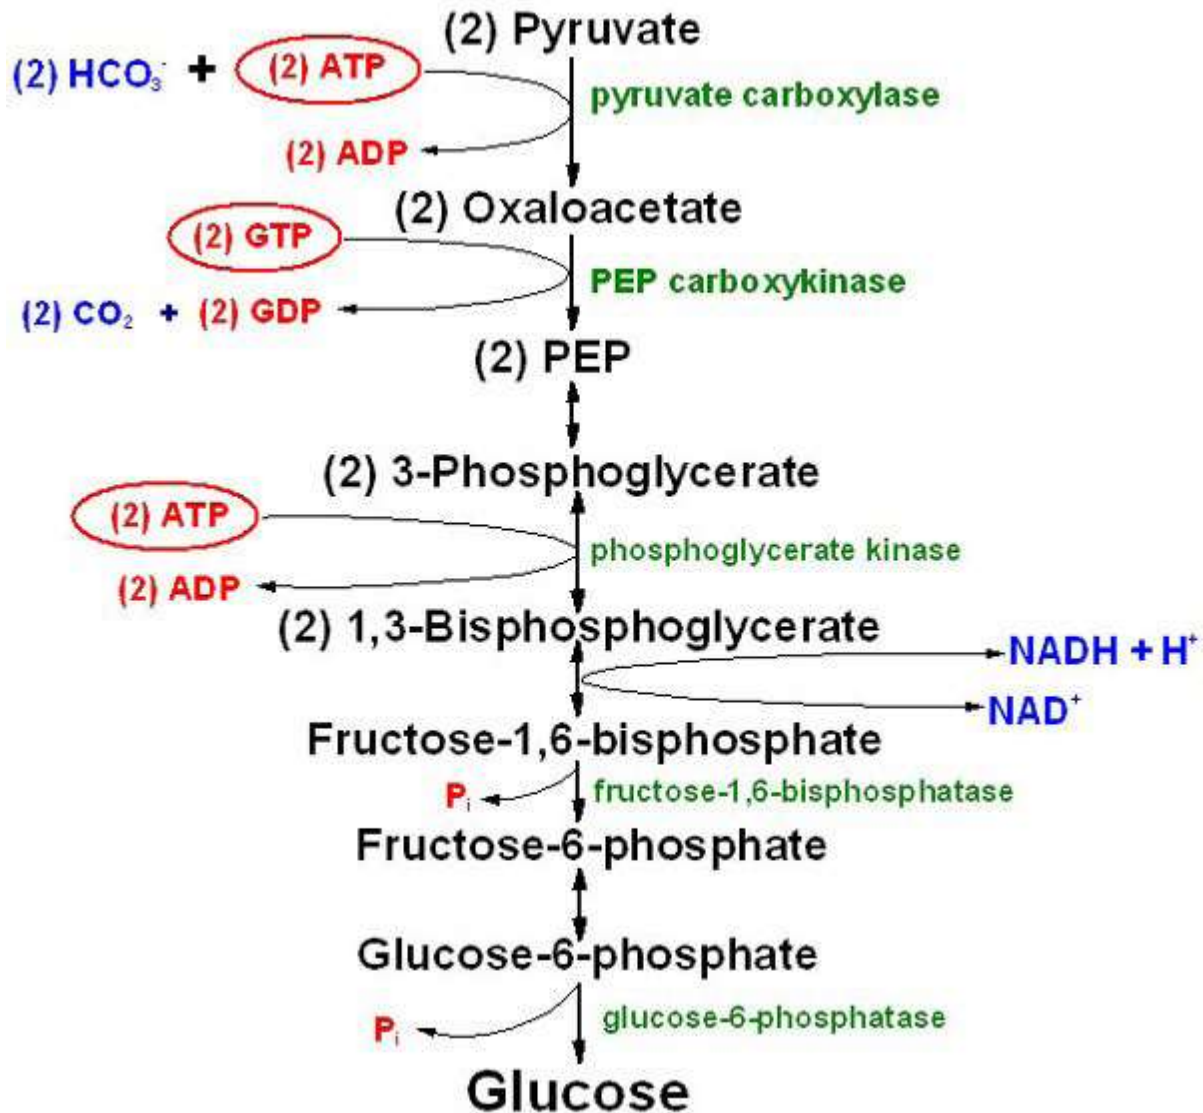 (2) Pyruvate
(2) HCO₃⁻ + (2) ATP
pyruvate carboxylase
(2) ADP
(2) Oxaloacetate
(2) GTP
PEP carboxykinase
(2) CO₂ + (2) GDP
(2) PEP
(2) 3-Phosphoglycerate
(2) ATP
phosphoglycerate kinase
(2) ADP
(2) 1,3-Bisphosphoglycerate
NADH + H⁺
NAD⁺
Fructose-1,6-bisphosphate
Pᵢ
fructose-1,6-bisphosphatase
Fructose-6-phosphate
Glucose-6-phosphate
glucose-6-phosphatase
Pᵢ
Glucose